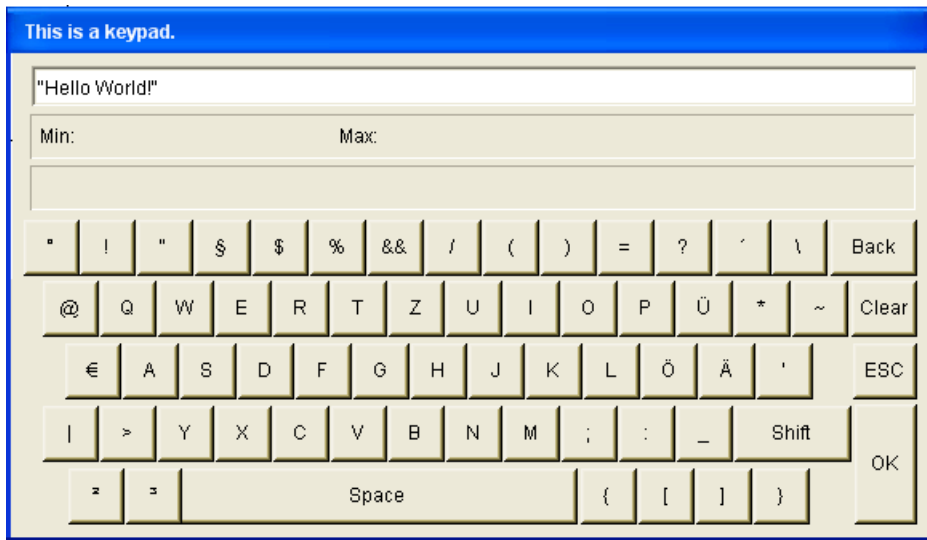 This is a keypad.
"Hello World!"
Min: Max:
° ! " § $ % && / ( ) = ? ´ \ Back
@ Q W E R T Z U I O P Ü * ~ Clear
€ A S D F G H J K L Ö Ä ' ESC
| > Y X C V B N M ; : _ Shift
OK
² ³ Space { [ ] }